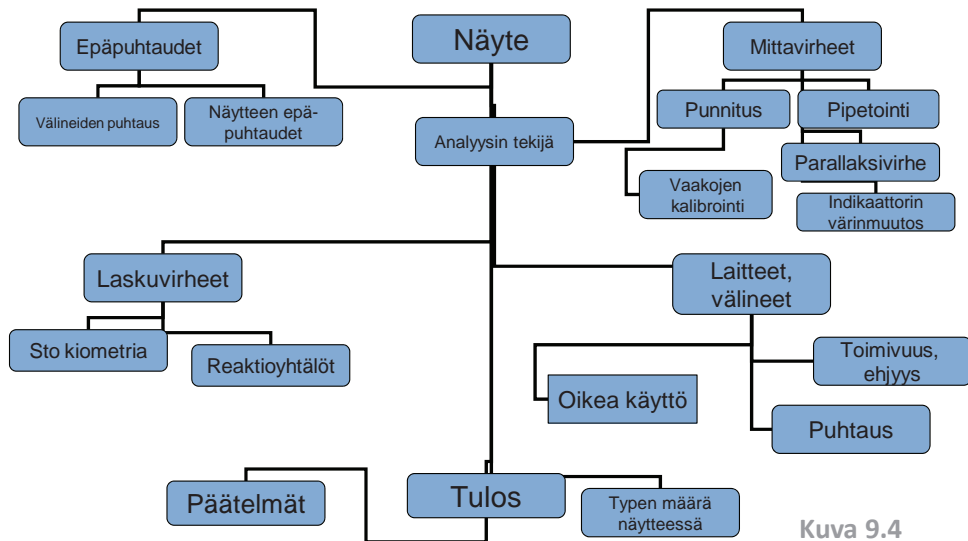 Näyte
Epäpuhtaudet
Välineiden puhtaus
Näytteen epä-
puhtaudet
Analyysin tekijä
Mittavirheet
Punnitus
Pipetointi
Parallaksivirhe
Vaakojen
kalibrointi
Indikaattorin
värinmuutos
Laskuvirheet
Sto kiometria
Reaktioyhtälöt
Laitteet,
välineet
Toimivuus,
ehjyys
Oikea käyttö
Puhtaus
Päätelmät
Tulos
Typen määrä
näytteessä
Kuva 9.4